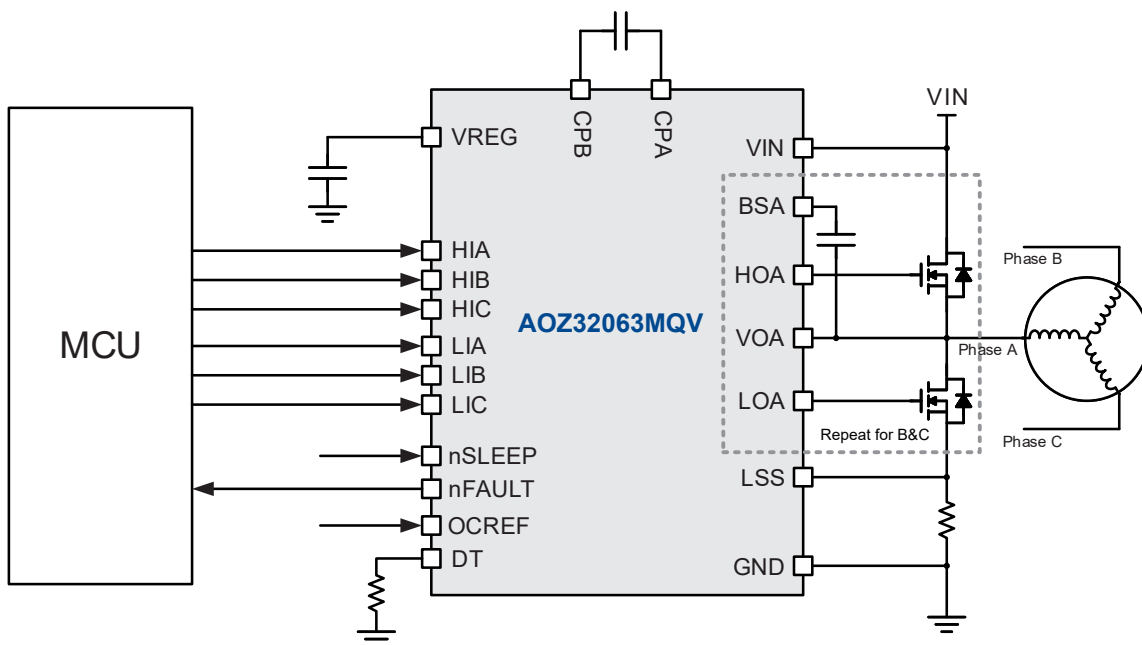 MCU
CPB
CPA
VREG
HIA
HIB
HIC
LIA
LIB
LIC
nSLEEP
nFAULT
OCREF
DT
AOZ32063MQV
VIN
BSA
HOA
VOA
LOA
LSS
GND
VIN
Repeat for B&C
Phase B
Phase A
Phase C